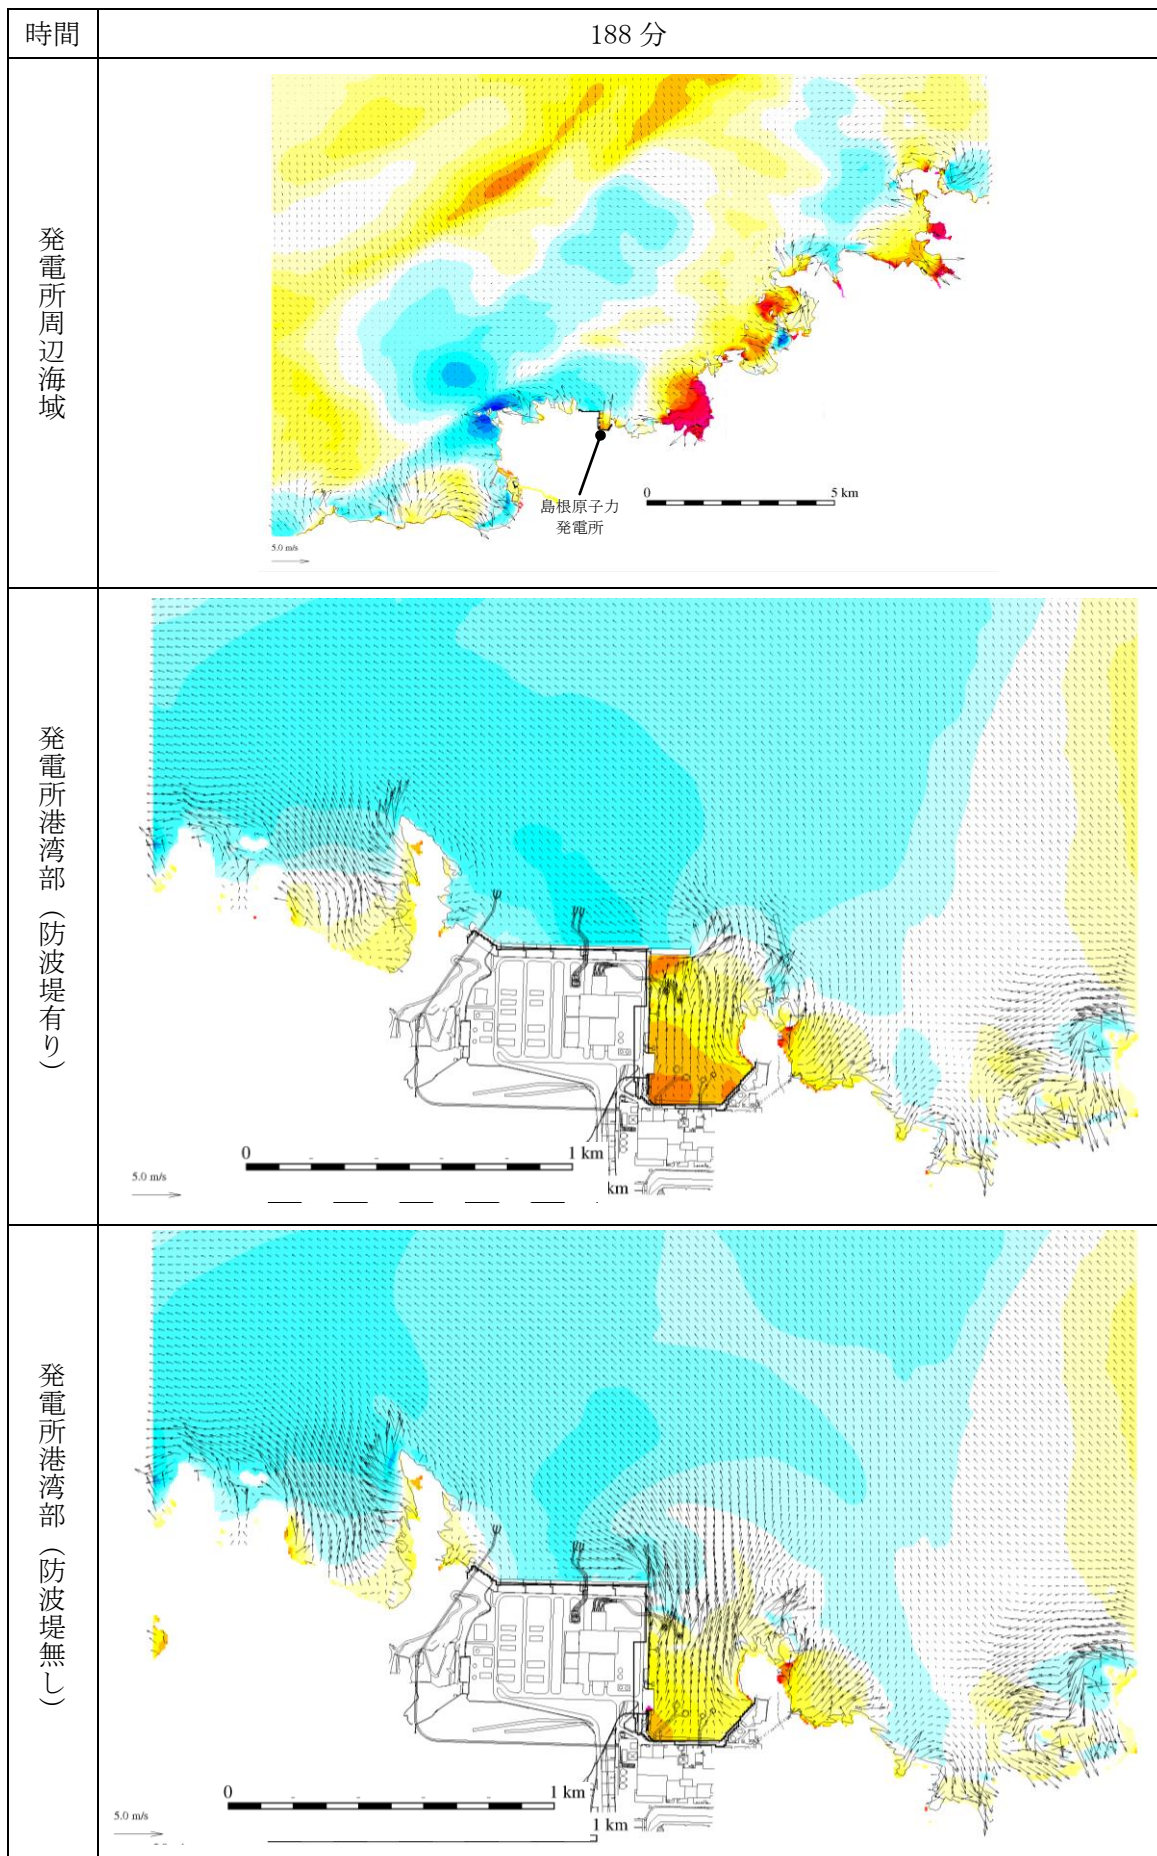 時間
188 分
発電所周辺海域
島根原子力
発電所
0
5 km
5.0 m/s
発電所港湾部（防波堤有り）
0
1 km
km
5.0 m/s
発電所港湾部（防波堤無し）
0
1 km
1 km
5.0 m/s